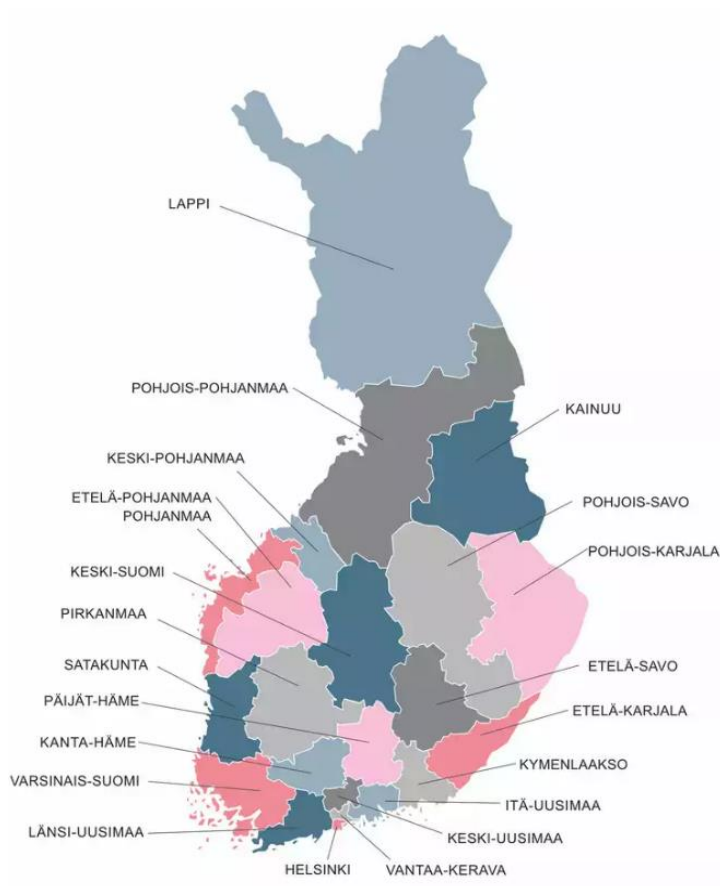 LAPPI
POHJOIS-POHJANMAA
KAINUU
KESKI-POHJANMAA
ETELÄ-POHJANMAA
POHJANMAA
POHJOIS-SAVO
POHJOIS-KARJALA
KESKI-SUOMI
PIRKANMAA
SATAKUNTA
ETELÄ-SAVO
PÄIJÄT-HÄME
ETELÄ-KARJALA
KANTA-HÄME
KYMENLAAKSO
VARSINAIS-SUOMI
ITÄ-UUSIMAA
LÄNSI-UUSIMAA
KESKI-UUSIMAA
HELSINKI
VANTAA-KERAVA